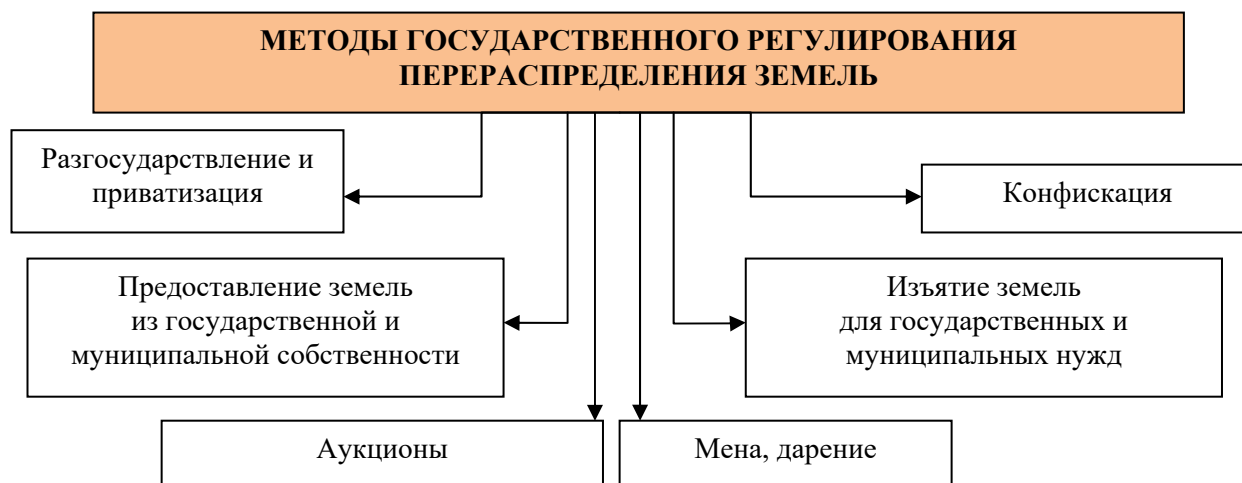 МЕТОДЫ ГОСУДАРСТВЕННОГО РЕГУЛИРОВАНИЯ
ПЕРЕРАСПРЕДЕЛЕНИЯ ЗЕМЕЛЬ
Разгосударствление и
приватизация
Конфискация
Предоставление земель
из государственной и
муниципальной собственности
Изъятие земель
для государственных и
муниципальных нужд
Аукционы
Мена, дарение